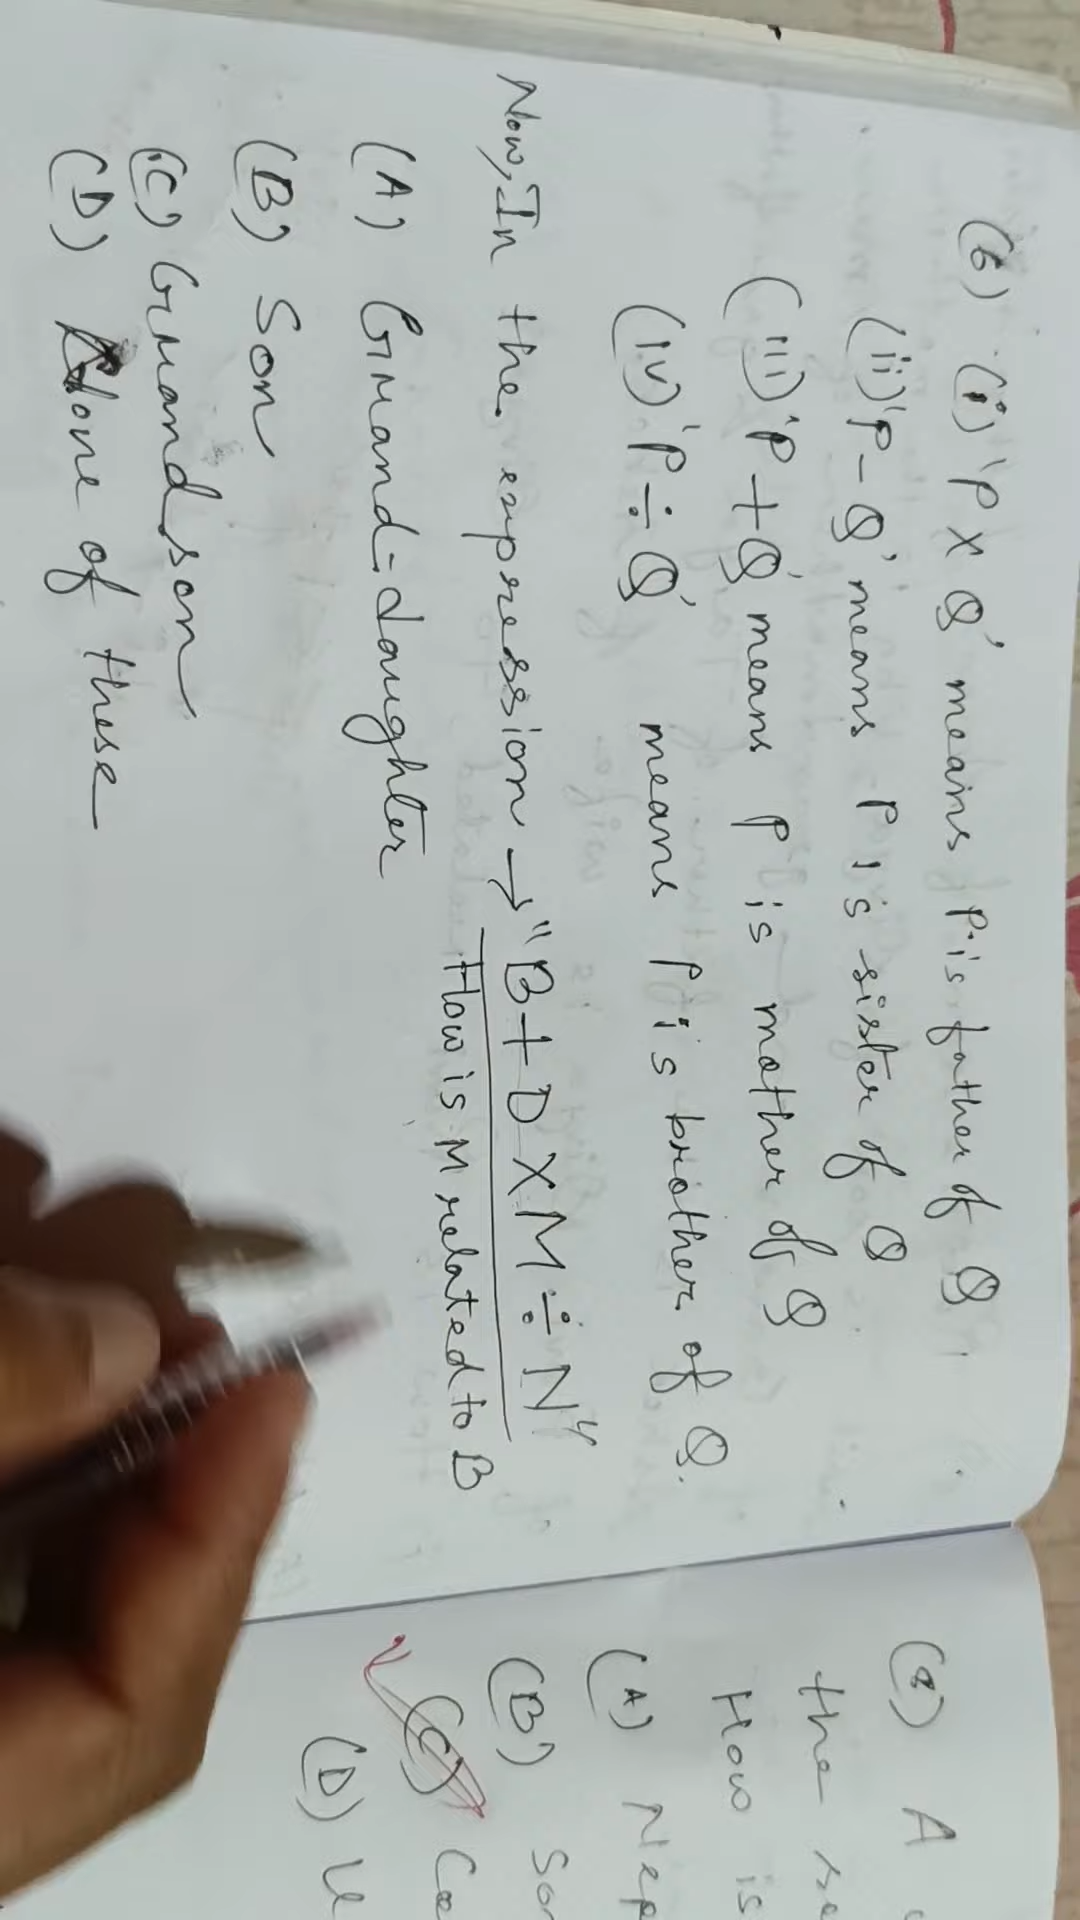 (6) (i) 'P × Q' means P is father of Q
(ii) 'P - Q' means P is sister of Q
(iii) 'P + Q' means P is mother of Q
(iv) 'P ÷ Q' means P is brother of Q.
Now, In the expression → "B + D × M ÷ N"
How is M related to B
(A) Grand-daughter
(B) Son
(C) Grandson
(D) None of these
A
the
How is
(A) Nep
(B) Son
(C) Co
(D) U